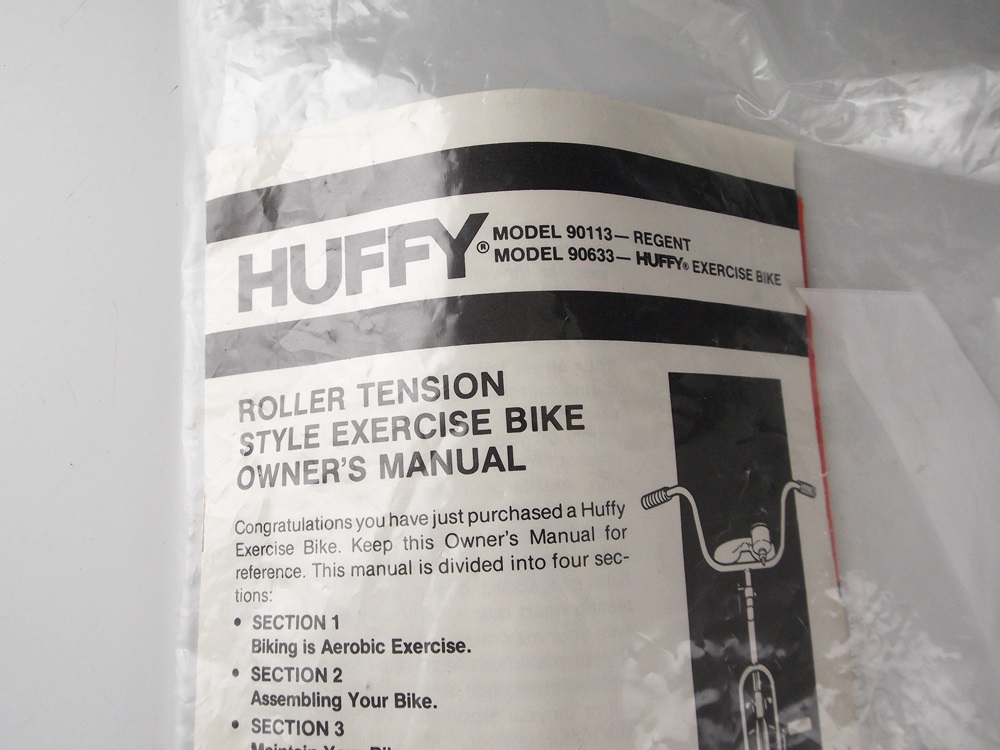 HUFFY®
MODEL 90113— REGENT
MODEL 90633— HUFFY® EXERCISE BIKE
ROLLER TENSION
STYLE EXERCISE BIKE
OWNER'S MANUAL
Congratulations you have just purchased a Huffy
Exercise Bike. Keep this Owner's Manual for
reference. This manual is divided into four sec-
tions:
• SECTION 1
Biking is Aerobic Exercise.
• SECTION 2
Assembling Your Bike.
• SECTION 3